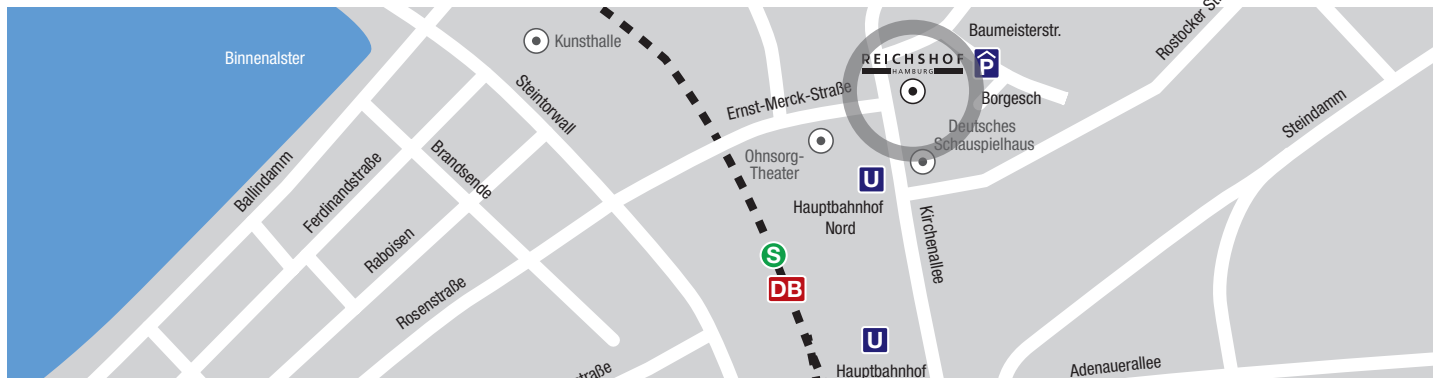 Baumeisterstr.
Kunsthalle
Binnenalster
REICHSHOF
HAMBURG
P
Rostocker
Borgesch
Ernst-Merck-Straße
Steintorwall
Steindamm
Deutsches
Schauspielhaus
Ohnsorg-
Theater
U
Hauptbahnhof
Nord
Ballindamm
Ferdinandstraße
Brandsende
Raboisen
Rosenstraße
Kirchenallee
S
DB
U
Hauptbahnhof
Adenauerallee